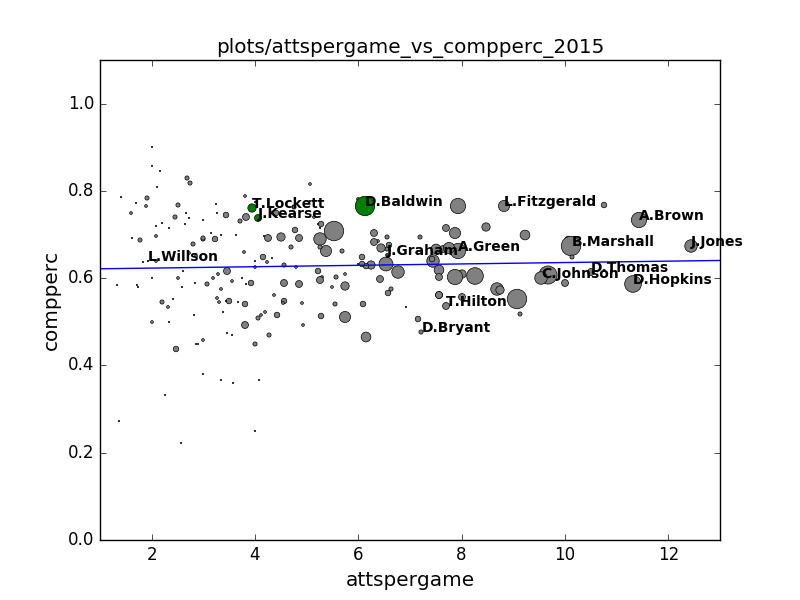 plots/attspergame_vs_compperc_2015
1.0
0.8
0.6
0.4
0.2
0.0
compperc
T.Lockett
J.Kearse
D.Baldwin
L.Fitzgerald
A.Brown
L.Willson
J.Graham
A.Green
B.Marshall
J.Jones
C.Johnson
D.Thomas
D.Hopkins
T.Hilton
D.Bryant
2 4 6 8 10 12
attspergame